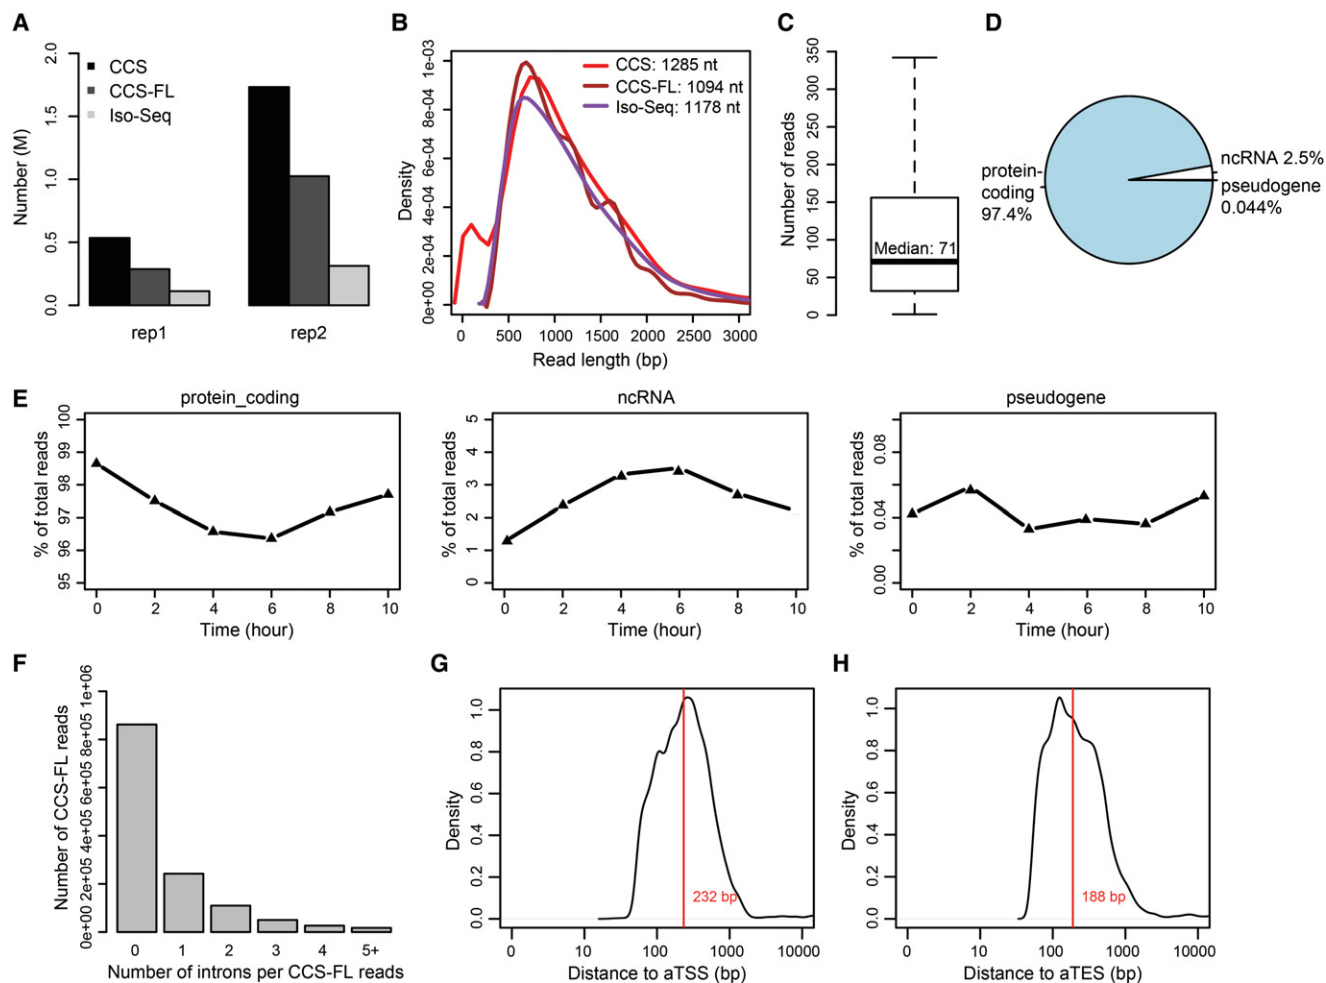 A
Number (M)
2.0
1.5
1.0
0.5
0.0
CCS
CCS-FL
Iso-Seq
rep1
rep2
B
Density
1e-03
8e-04
6e-04
4e-04
2e-04
0e+00
CCS: 1285 nt
CCS-FL: 1094 nt
Iso-Seq: 1178 nt
0 500 1000 1500 2000 2500 3000
Read length (bp)
C
Number of reads
350
300
250
200
150
100
50
0
Median: 71
D
protein-
coding
97.4%
ncRNA 2.5%
pseudogene
0.044%
E
protein_coding
% of total reads
100
99
98
97
96
95
0 2 4 6 8 10
Time (hour)
ncRNA
% of total reads
5
4
3
2
1
0
0 2 4 6 8 10
Time (hour)
pseudogene
% of total reads
0.08
0.04
0.00
0 2 4 6 8 10
Time (hour)
F
Number of CCS-FL reads
0e+00 2e+05 4e+05 6e+05 8e+05 1e+06
0 1 2 3 4 5+
Number of introns per CCS-FL reads
G
Density
1.0
0.8
0.6
0.4
0.2
0.0
232 bp
0 10 100 1000 10000
Distance to aTSS (bp)
H
Density
1.0
0.8
0.6
0.4
0.2
0.0
188 bp
0 10 100 1000 10000
Distance to aTES (bp)